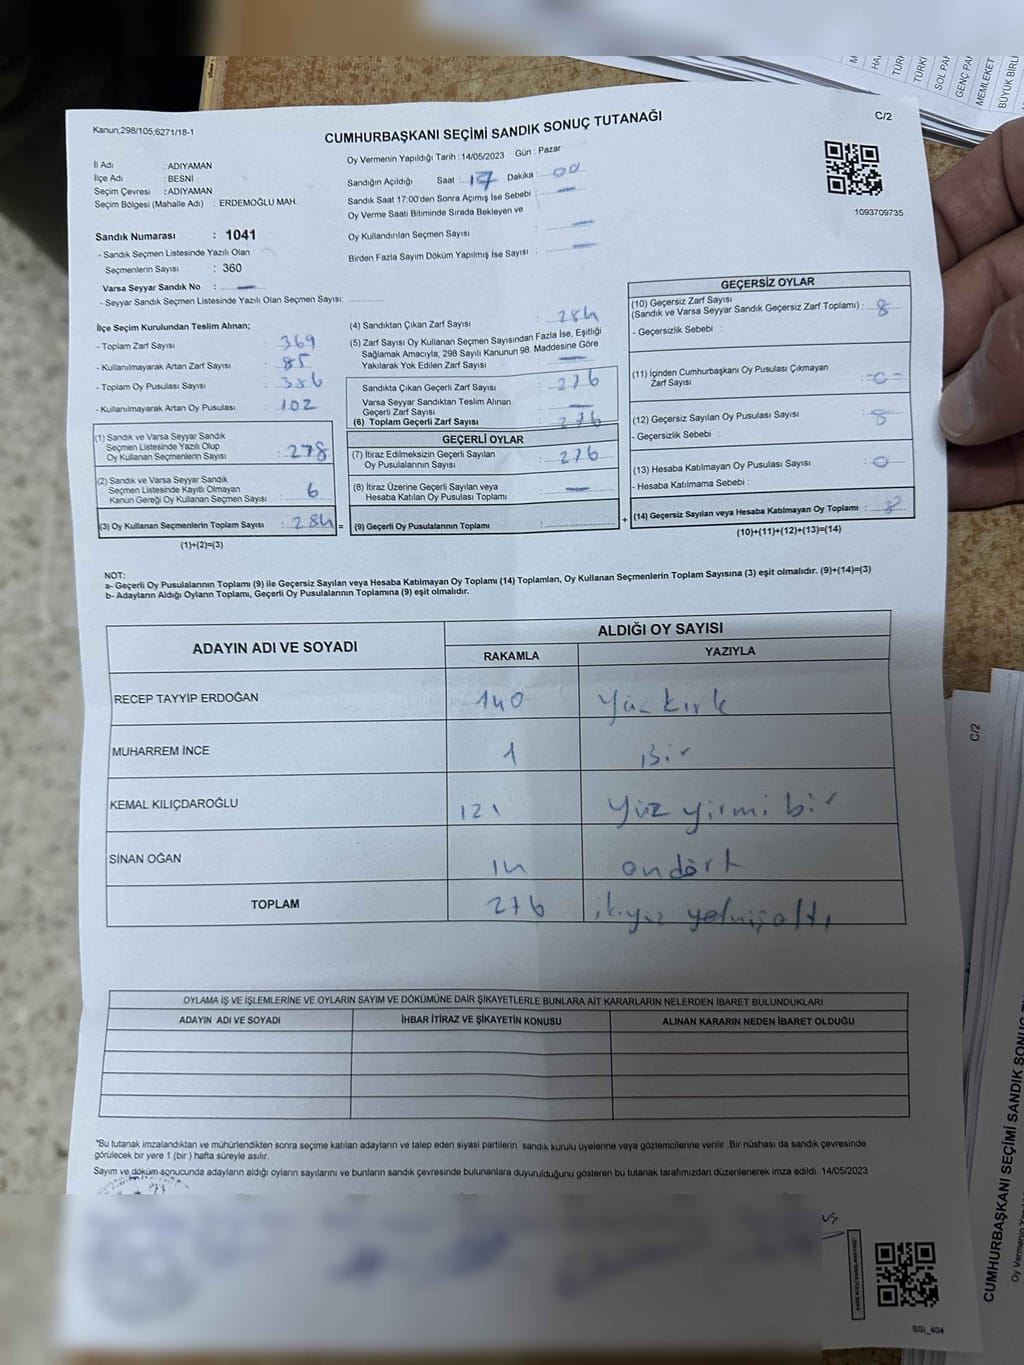 Kanun;298/105;6271/18-1
CUMHURBAŞKANI SEÇİMİ SANDIK SONUÇ TUTANAĞI
C/2
İl Adı : ADIYAMAN
İlçe Adı : BESNİ
Seçim Çevresi : ADIYAMAN
Seçim Bölgesi (Mahalle Adı) : ERDEMOĞLU MAH.
Oy Vermenin Yapıldığı Tarih : 14/05/2023 Gün : Pazar
Sandığın Açıldığı Saat : 17 Dakika : 00
Sandık Saat 17:00'den Sonra Açımış İse Sebebi : —
Oy Verme Saati Bitiminde Sırada Bekleyen ve
Oy Kullandırılan Seçmen Sayısı : —
Birden Fazla Sayım Döküm Yapılmış İse Sayısı : —
1093709735
Sandık Numarası : 1041
- Sandık Seçmen Listesinde Yazılı Olan
Seçmenlerin Sayısı : 360
Varsa Seyyar Sandık No : —
- Seyyar Sandık Seçmen Listesinde Yazılı Olan Seçmen Sayısı:
İlçe Seçim Kurulundan Teslim Alınan;
- Toplam Zarf Sayısı : 369
- Kullanılmayarak Artan Zarf Sayısı : 85
- Toplam Oy Pusulası Sayısı : 386
- Kullanılmayarak Artan Oy Pusulası : 102
(1) Sandık ve Varsa Seyyar Sandık
Seçmen Listesinde Yazılı Olup
Oy Kullanan Seçmenlerin Sayısı : 278
(2) Sandık ve Varsa Seyyar Sandık
Seçmen Listesinde Kayıtlı Olmayan
Kanun Gereği Oy Kullanan Seçmen Sayısı : 6
(3) Oy Kullanan Seçmenlerin Toplam Sayısı : 284 =
(1)+(2)=(3)
(4) Sandıktan Çıkan Zarf Sayısı : 284
(5) Zarf Sayısı Oy Kullanan Seçmen Sayısından Fazla İse, Eşitliği
Sağlamak Amacıyla, 298 Sayılı Kanunun 98. Maddesine Göre
Yakılarak Yok Edilen Zarf Sayısı : —
Sandıkta Çıkan Geçerli Zarf Sayısı : 276
Varsa Seyyar Sandıktan Teslim Alınan
Geçerli Zarf Sayısı : —
(6) Toplam Geçerli Zarf Sayısı : 276
GEÇERLİ OYLAR
(7) İtiraz Edilmeksizin Geçerli Sayılan
Oy Pusulalarının Sayısı : 276
(8) İtiraz Üzerine Geçerli Sayılan veya
Hesaba Katılan Oy Pusulası Toplamı : —
(9) Geçerli Oy Pusulalarının Toplamı : +
GEÇERSİZ OYLAR
(10) Geçersiz Zarf Sayısı
(Sandık ve Varsa Seyyar Sandık Geçersiz Zarf Toplamı) : 8
- Geçersizlik Sebebi :
(11) İçinden Cumhurbaşkanı Oy Pusulası Çıkmayan
Zarf Sayısı : -0-
(12) Geçersiz Sayılan Oy Pusulası Sayısı : 8
- Geçersizlik Sebebi :
(13) Hesaba Katılmayan Oy Pusulası Sayısı : 0
- Hesaba Katılmama Sebebi :
(14) Geçersiz Sayılan veya Hesaba Katılmayan Oy Toplamı : 8
(10)+(11)+(12)+(13)=(14)
NOT:
a- Geçerli Oy Pusulalarının Toplamı (9) ile Geçersiz Sayılan veya Hesaba Katılmayan Oy Toplamı (14) Toplamları, Oy Kullanan Seçmenlerin Toplam Sayısına (3) eşit olmalıdır. (9)+(14)=(3)
b- Adayların Aldığı Oyların Toplamı, Geçerli Oy Pusulalarının Toplamına (9) eşit olmalıdır.
ADAYIN ADI VE SOYADI
ALDIĞI OY SAYISI
RAKAMLA YAZIYLA
RECEP TAYYİP ERDOĞAN 140 Yüz kırk
MUHARREM İNCE 1 Bir
KEMAL KILIÇDAROĞLU 121 Yüz yirmi bir
SİNAN OĞAN 14 ondört
TOPLAM 276 ikiyüz yetmişaltı
OYLAMA İŞ VE İŞLEMLERİNE VE OYLARIN SAYIM VE DÖKÜMÜNE DAİR ŞİKAYETLERLE BUNLARA AİT KARARLARIN NELERDEN İBARET BULUNDUKLARI
ADAYIN ADI VE SOYADI İHBAR İTİRAZ VE ŞİKAYETİN KONUSU ALINAN KARARIN NEDEN İBARET OLDUĞU
*Bu tutanak imzalandıktan ve mühürlendikten sonra seçime katılan adayların ve talep eden siyasi partilerin sandık kurulu üyelerine veya gözlemcilerine verilir. Bir nüshası da sandık çevresinde
görülecek bir yere 1 (bir) hafta süreyle asılır.
Sayım ve döküm sonucunda adayların aldığı oyların sayılarını ve bunların sandık çevresinde bulunanlara duyurulduğunu gösteren bu tutanak tarafımızdan düzenlenerek imza edildi. 14/05/2023
SSİ_404
HA
TÜRKİ
SOL PAR
GENÇ PAR
MEMLEKET
BÜYÜK BİRLİ
C/2
CUMHURBAŞKANI SEÇİMİ SANDIK SONUÇ
Oy Vermenin